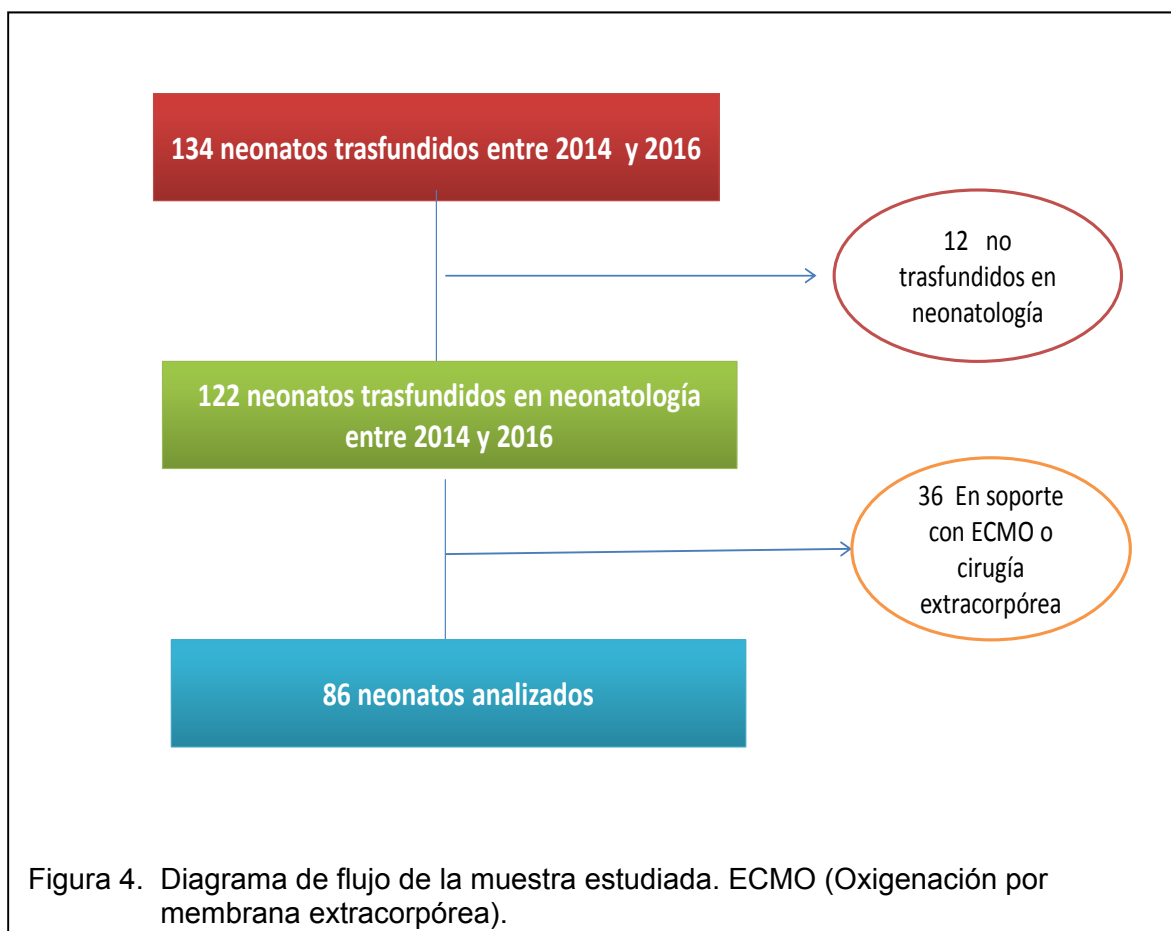 134 neonatos trasfundidos entre 2014 y 2016
12 no
trasfundidos en
neonatología
122 neonatos trasfundidos en neonatología
entre 2014 y 2016
36 En soporte
con ECMO o
cirugía
extracorpórea
86 neonatos analizados
Figura 4. Diagrama de flujo de la muestra estudiada. ECMO (Oxigenación por
membrana extracorpórea).